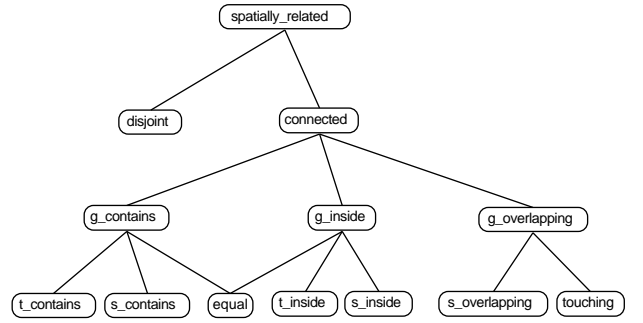 spatially_related
disjoint
connected
g_contains
g_inside
g_overlapping
t_contains
s_contains
equal
t_inside
s_inside
s_overlapping
touching